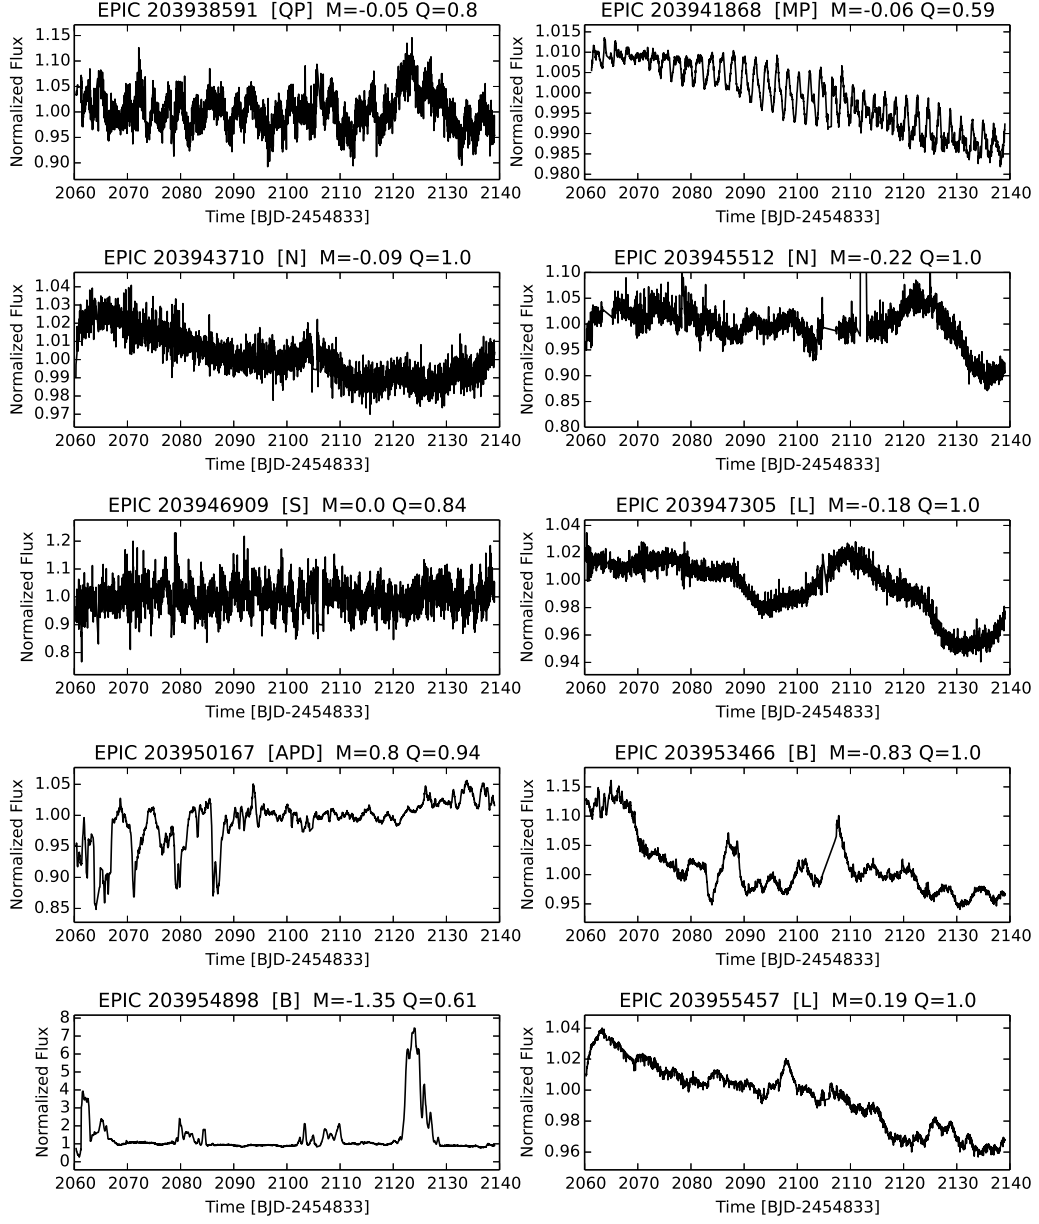 EPIC 203938591 [QP] M=-0.05 Q=0.8
Normalized Flux
1.15
1.10
1.05
1.00
0.95
0.90
2060 2070 2080 2090 2100 2110 2120 2130 2140
Time [BJD-2454833]
EPIC 203941868 [MP] M=-0.06 Q=0.59
Normalized Flux
1.015
1.010
1.005
1.000
0.995
0.990
0.985
0.980
2060 2070 2080 2090 2100 2110 2120 2130 2140
Time [BJD-2454833]
EPIC 203943710 [N] M=-0.09 Q=1.0
Normalized Flux
1.04
1.03
1.02
1.01
1.00
0.99
0.98
0.97
2060 2070 2080 2090 2100 2110 2120 2130 2140
Time [BJD-2454833]
EPIC 203945512 [N] M=-0.22 Q=1.0
Normalized Flux
1.10
1.05
1.00
0.95
0.90
0.85
0.80
2060 2070 2080 2090 2100 2110 2120 2130 2140
Time [BJD-2454833]
EPIC 203946909 [S] M=0.0 Q=0.84
Normalized Flux
1.2
1.1
1.0
0.9
0.8
2060 2070 2080 2090 2100 2110 2120 2130 2140
Time [BJD-2454833]
EPIC 203947305 [L] M=-0.18 Q=1.0
Normalized Flux
1.04
1.02
1.00
0.98
0.96
0.94
2060 2070 2080 2090 2100 2110 2120 2130 2140
Time [BJD-2454833]
EPIC 203950167 [APD] M=0.8 Q=0.94
Normalized Flux
1.05
1.00
0.95
0.90
0.85
2060 2070 2080 2090 2100 2110 2120 2130 2140
Time [BJD-2454833]
EPIC 203953466 [B] M=-0.83 Q=1.0
Normalized Flux
1.15
1.10
1.05
1.00
0.95
2060 2070 2080 2090 2100 2110 2120 2130 2140
Time [BJD-2454833]
EPIC 203954898 [B] M=-1.35 Q=0.61
Normalized Flux
8
7
6
5
4
3
2
1
0
2060 2070 2080 2090 2100 2110 2120 2130 2140
Time [BJD-2454833]
EPIC 203955457 [L] M=0.19 Q=1.0
Normalized Flux
1.04
1.02
1.00
0.98
0.96
2060 2070 2080 2090 2100 2110 2120 2130 2140
Time [BJD-2454833]